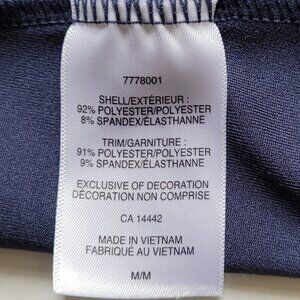 7778001
SHELL/EXTÉRIEUR :
92% POLYESTER/POLYESTER
8% SPANDEX/ÉLASTHANNE
TRIM/GARNITURE :
91% POLYESTER/POLYESTER
9% SPANDEX/ÉLASTHANNE
EXCLUSIVE OF DECORATION
DÉCORATION NON COMPRISE
CA 14442
MADE IN VIETNAM
FABRIQUÉ AU VIETNAM
M/M